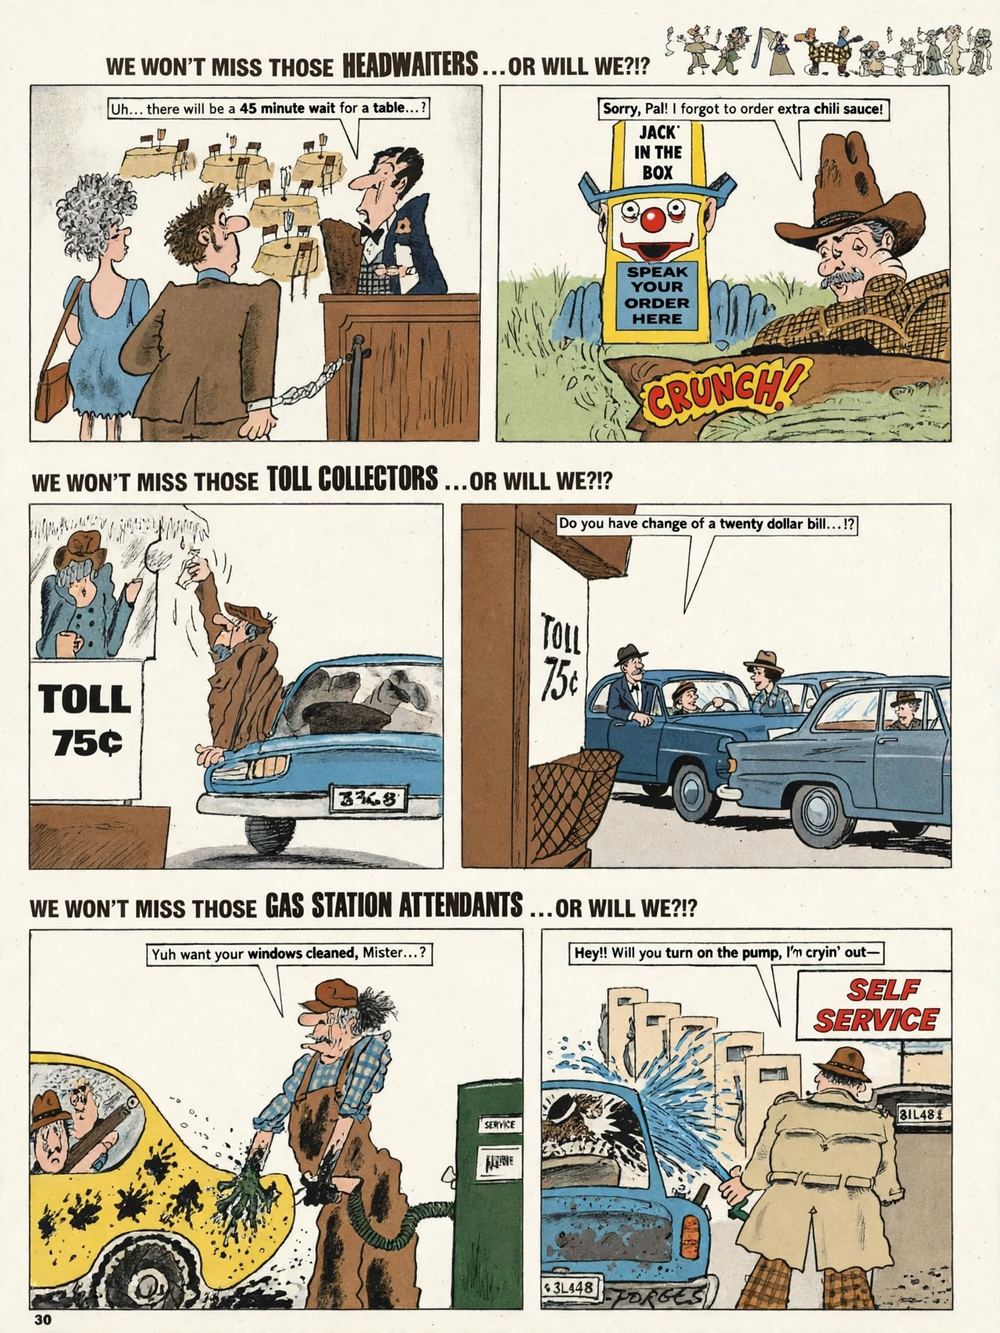 WE WON'T MISS THOSE HEADWAITERS...OR WILL WE?!?
Uh... there will be a 45 minute wait for a table...?
Sorry, Pal! I forgot to order extra chili sauce!
JACK
IN THE
BOX
SPEAK
YOUR
ORDER
HERE
CRUNCH!
WE WON'T MISS THOSE TOLL COLLECTORS ...OR WILL WE?!?
TOLL
75¢
Do you have change of a twenty dollar bill...!?
TOLL
75¢
WE WON'T MISS THOSE GAS STATION ATTENDANTS ...OR WILL WE?!?
Yuh want your windows cleaned, Mister...?
SERVICE
Hey!! Will you turn on the pump, I'm cryin' out—
SELF
SERVICE
31L48
3L448
30